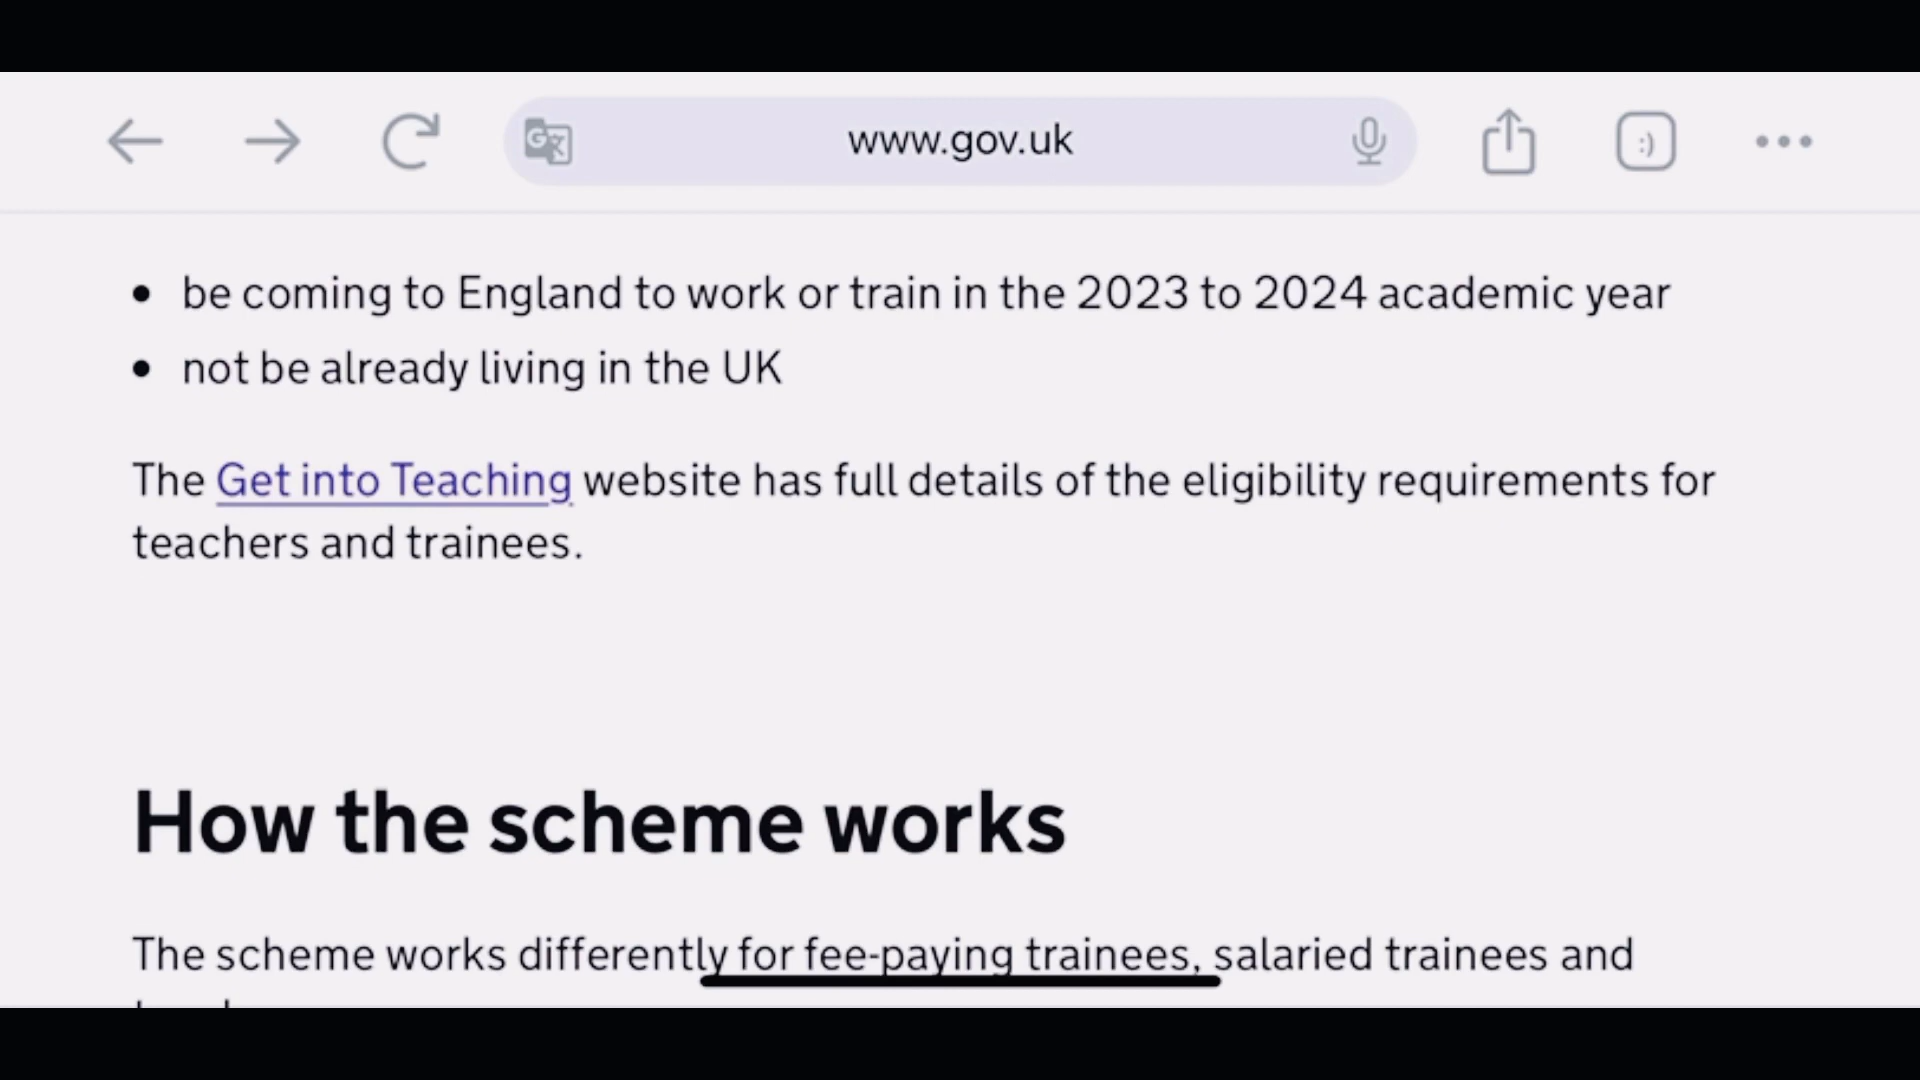 www.gov.uk
:)
• be coming to England to work or train in the 2023 to 2024 academic year
• not be already living in the UK
The Get into Teaching website has full details of the eligibility requirements for
teachers and trainees.
How the scheme works
The scheme works differently for fee-paying trainees, salaried trainees and